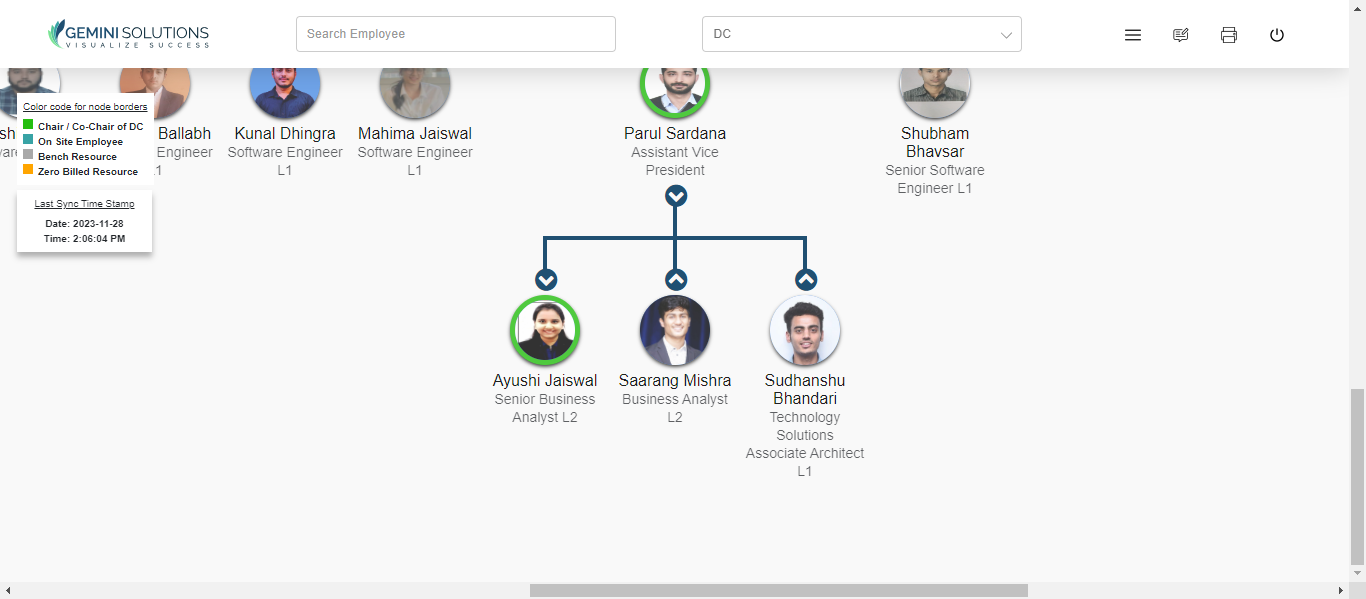 GEMINI SOLUTIONS
VISUALIZE SUCCESS
Search Employee
DC
Color code for node borders
Chair / Co-Chair of DC
On Site Employee
Bench Resource
Zero Billed Resource
Last Sync Time Stamp
Date: 2023-11-28
Time: 2:06:04 PM
Ballabh
Engineer
Kunal Dhingra
Software Engineer
L1
Mahima Jaiswal
Software Engineer
L1
Parul Sardana
Assistant Vice
President
Shubham
Bhavsar
Senior Software
Engineer L1
Ayushi Jaiswal
Senior Business
Analyst L2
Saarang Mishra
Business Analyst
L2
Sudhanshu
Bhandari
Technology
Solutions
Associate Architect
L1